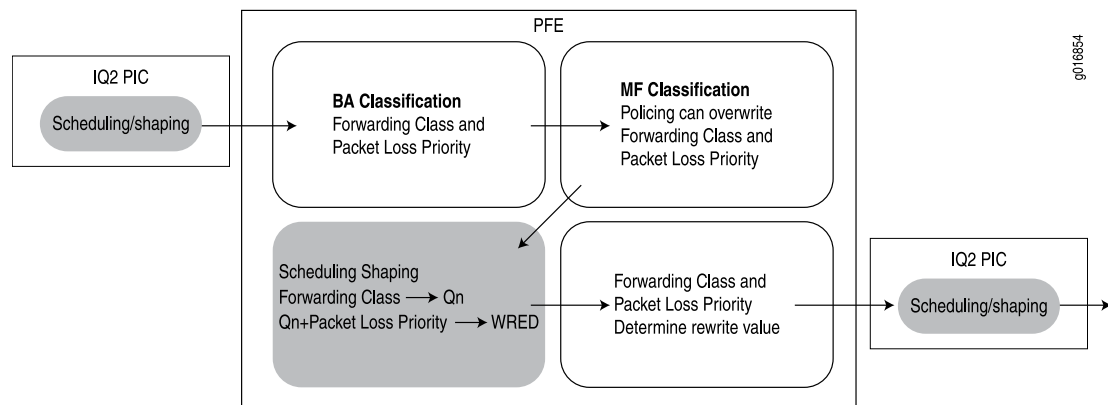 PFE
g016854
IQ2 PIC
Scheduling/shaping
BA Classification
Forwarding Class and
Packet Loss Priority
MF Classification
Policing can overwrite
Forwarding Class and
Packet Loss Priority
Scheduling Shaping
Forwarding Class → Qn
Qn+Packet Loss Priority → WRED
Forwarding Class and
Packet Loss Priority
Determine rewrite value
IQ2 PIC
Scheduling/shaping